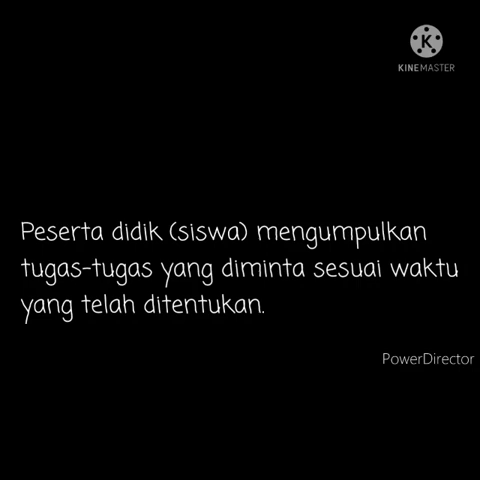 KINEMASTER
Peserta didik (siswa) mengumpulkan
tugas-tugas yang diminta sesuai waktu
yang telah ditentukan.
PowerDirector